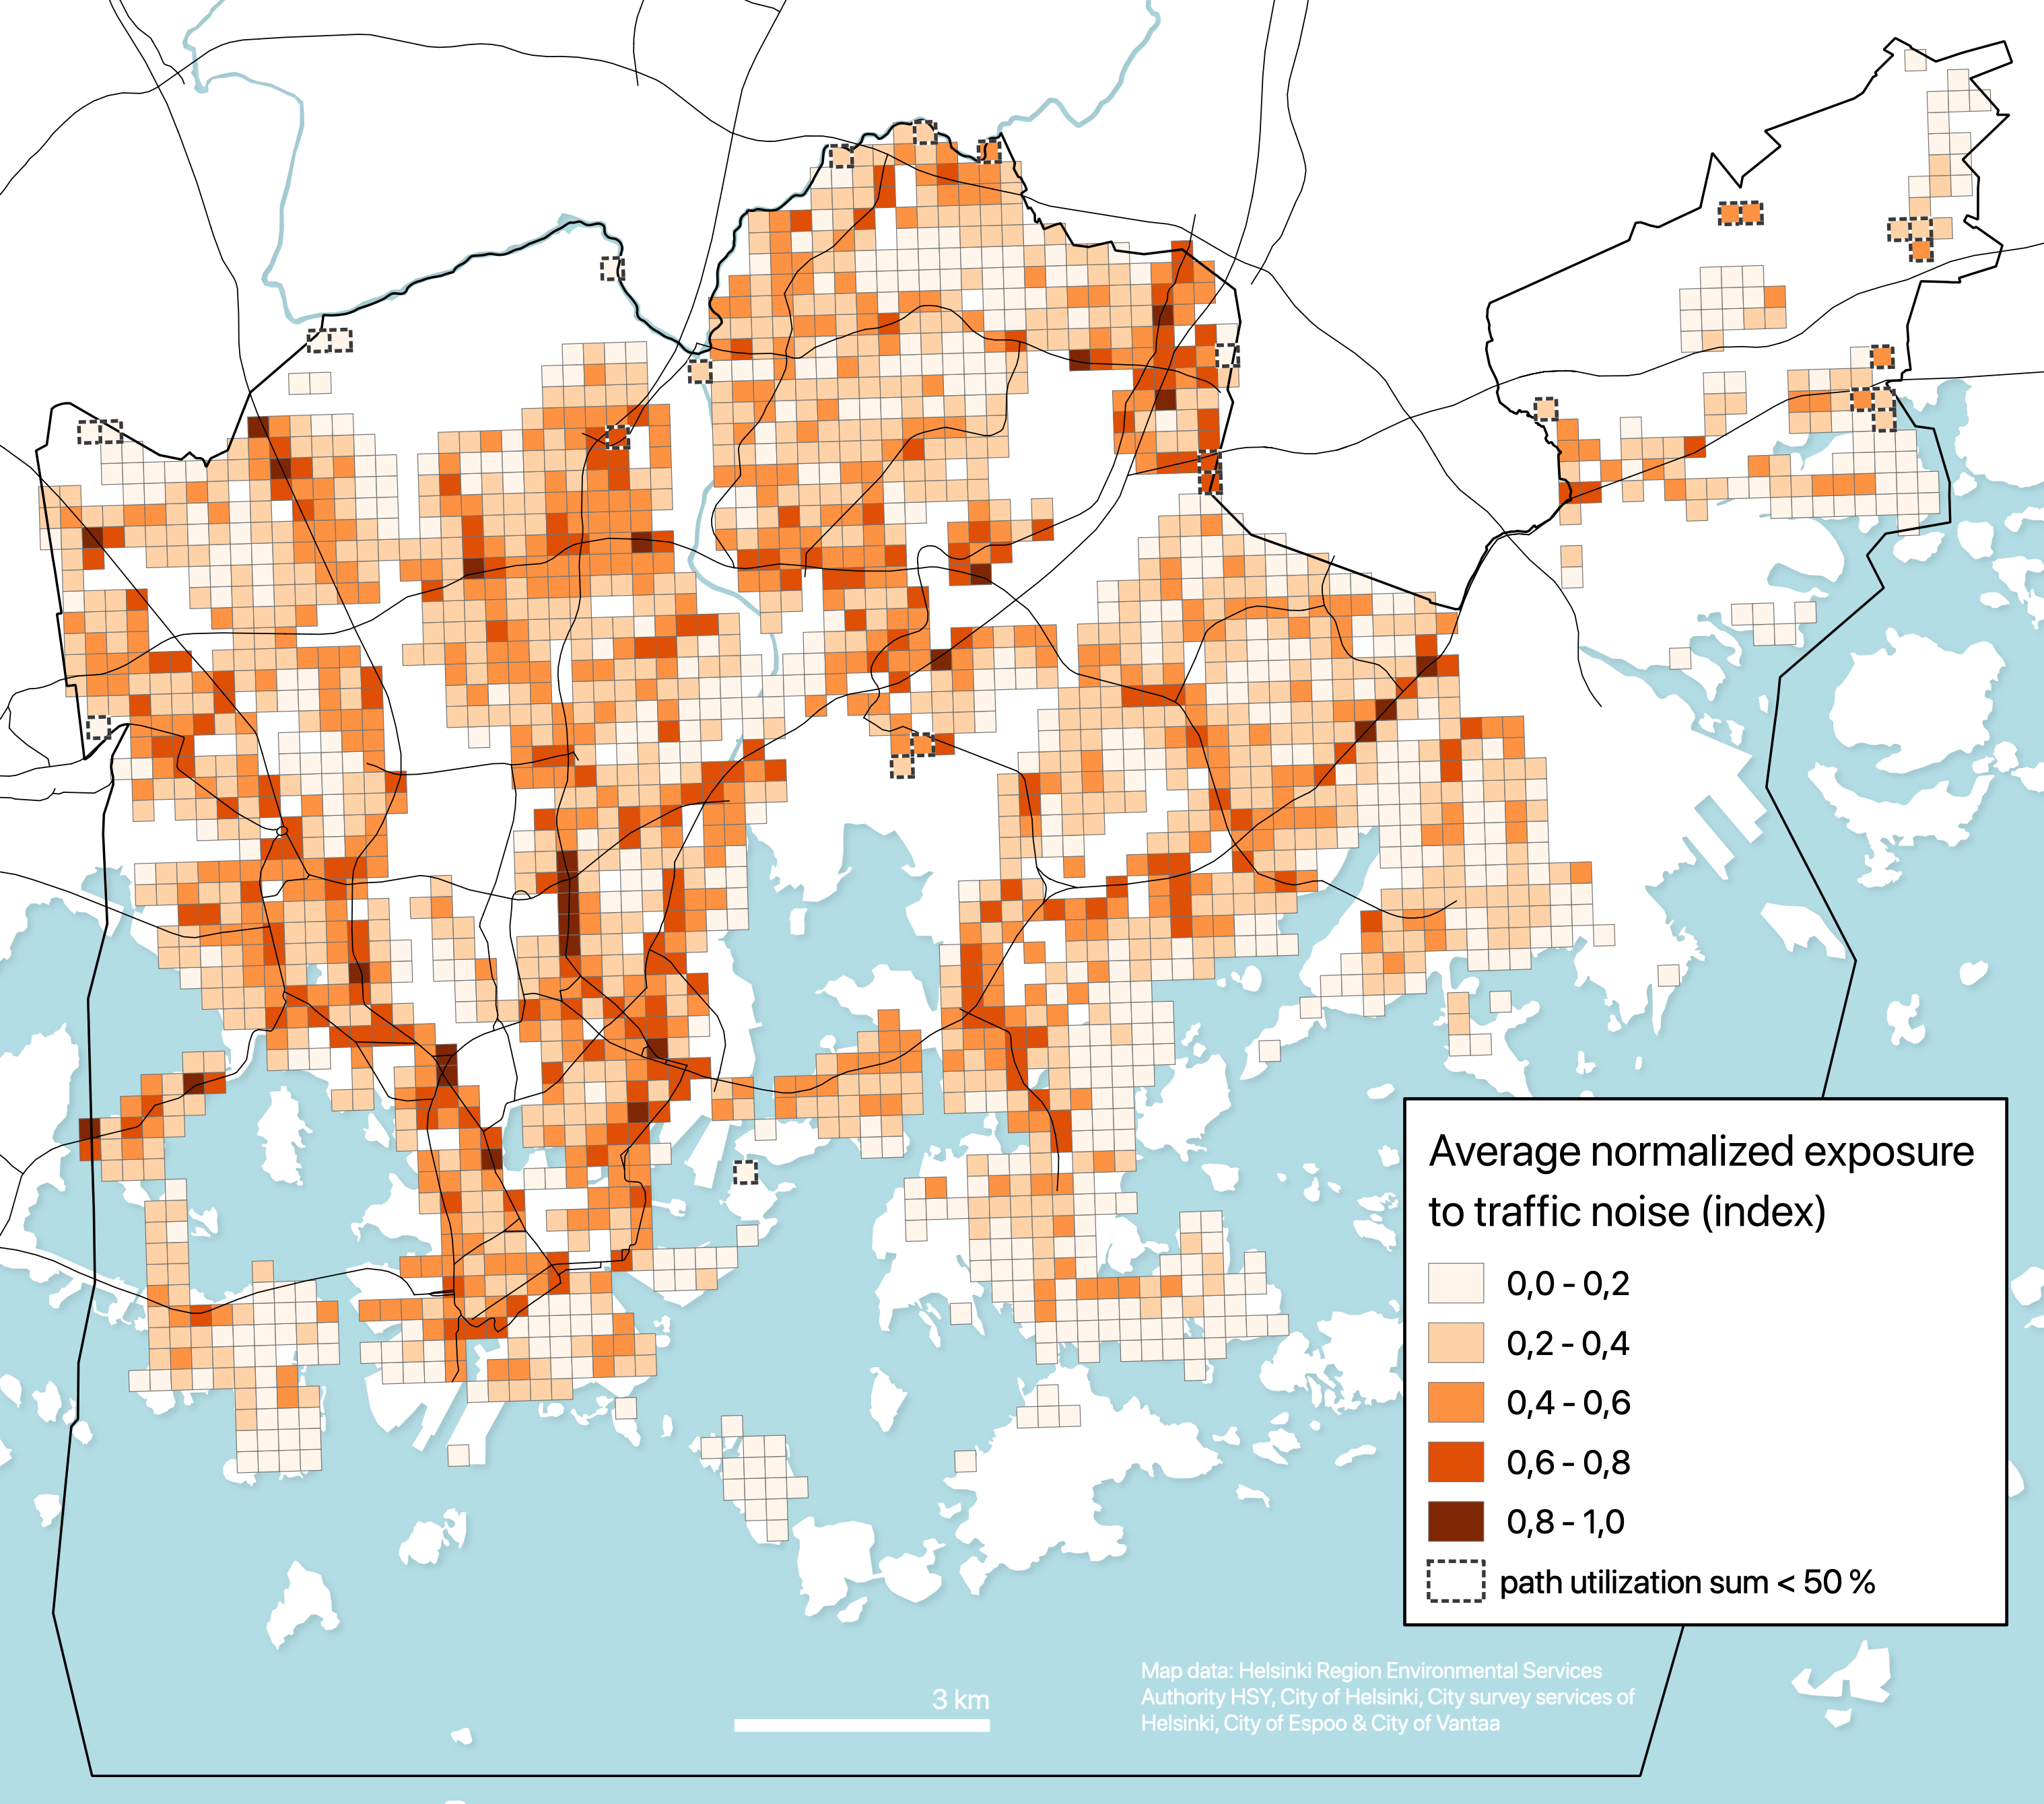 Average normalized exposure
to traffic noise (index)
0,0 – 0,2
0,2 – 0,4
0,4 – 0,6
0,6 – 0,8
0,8 – 1,0
path utilization sum < 50 %
3 km
Map data: Helsinki Region Environmental Services
Authority HSY, City of Helsinki, City survey services of
Helsinki, City of Espoo & City of Vantaa